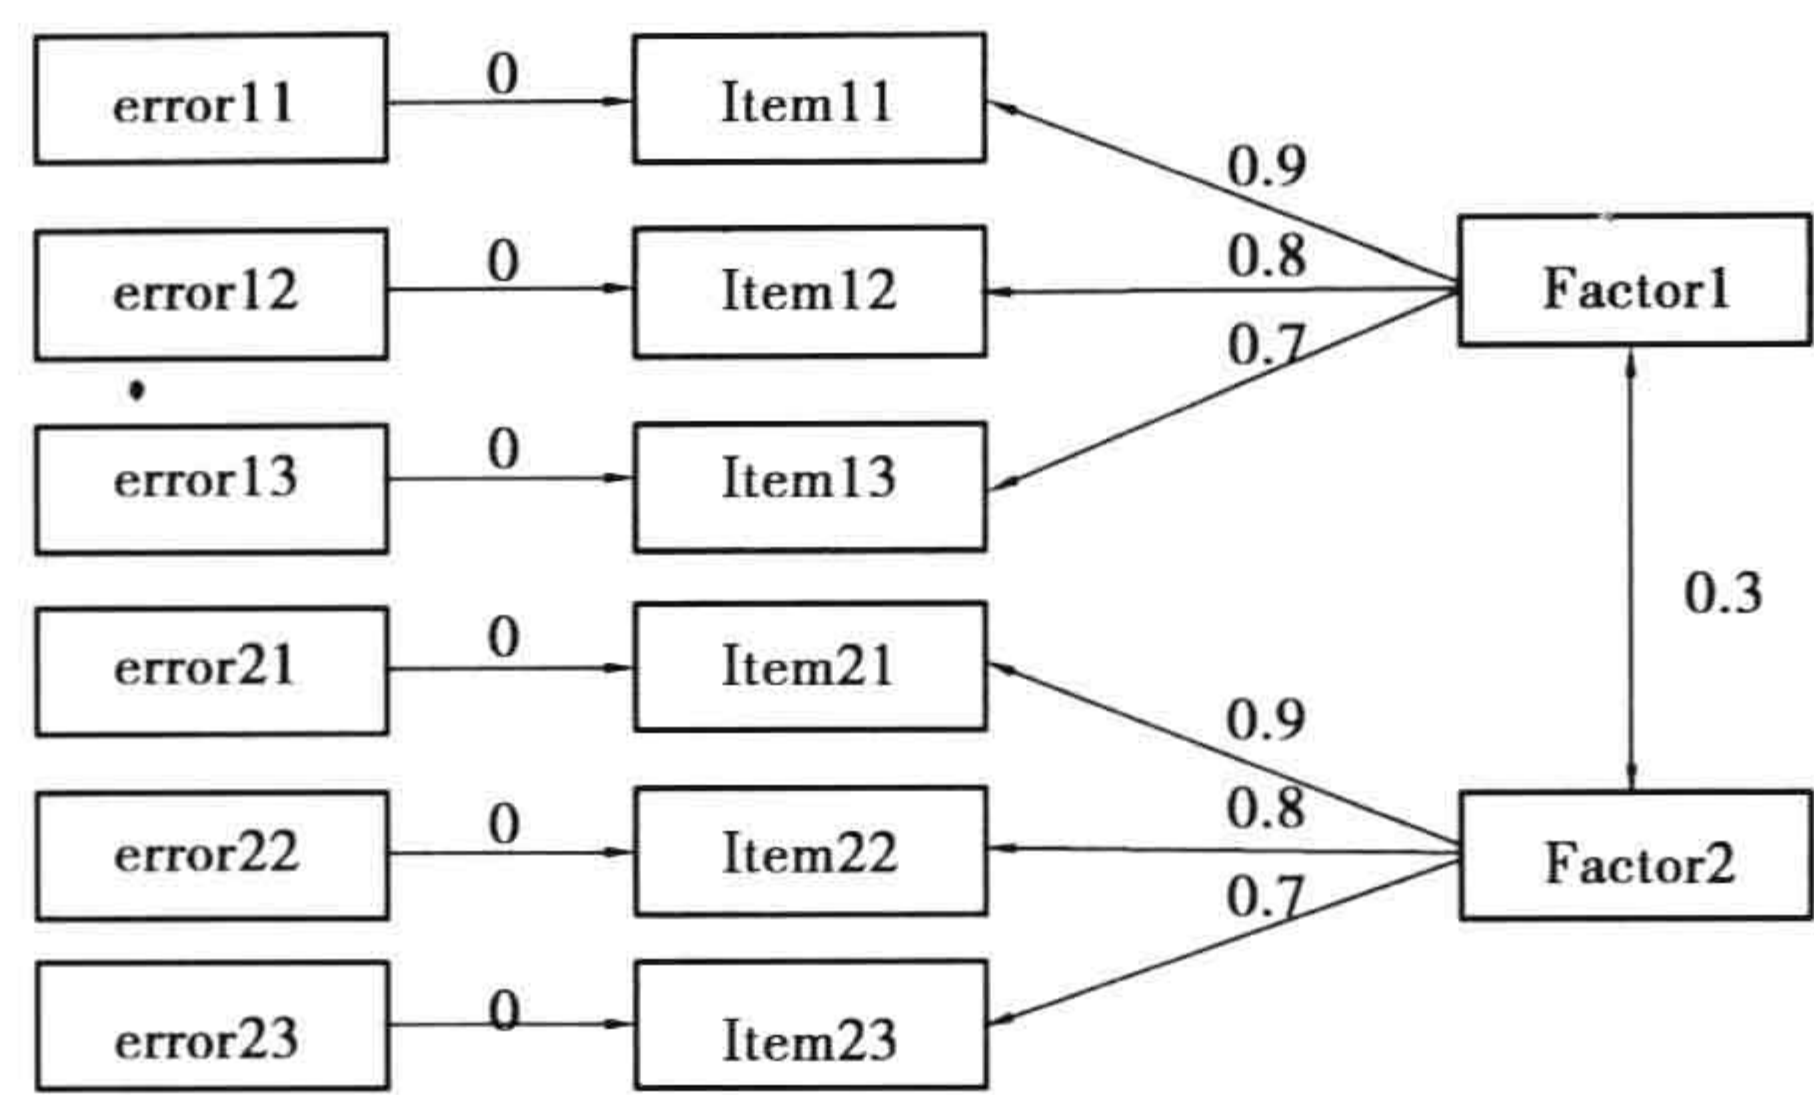 error11 0 Item11
0.9
error12 0 Item12 0.8 Factor1
0.7
error13 0 Item13
0.3
error21 0 Item21
0.9
error22 0 Item22 0.8 Factor2
0.7
error23 0 Item23